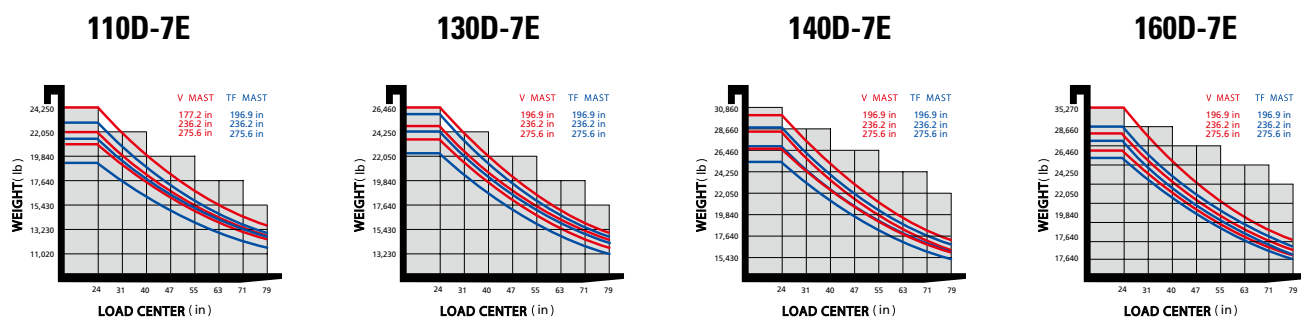 110D-7E
V MAST TF MAST
177.2 in 196.9 in
236.2 in 236.2 in
275.6 in 275.6 in
WEIGHT( lb )
24,250
22,050
19,840
17,640
15,430
13,230
11,020
24 31 40 47 55 63 71 79
LOAD CENTER ( in )
130D-7E
V MAST TF MAST
196.9 in 196.9 in
236.2 in 236.2 in
275.6 in 275.6 in
WEIGHT( lb )
26,460
24,250
22,050
19,840
17,640
15,430
13,230
24 31 40 47 55 63 71 79
LOAD CENTER ( in )
140D-7E
V MAST TF MAST
196.9 in 196.9 in
236.2 in 236.2 in
275.6 in 275.6 in
WEIGHT( lb )
30,860
28,660
26,460
24,250
22,050
19,840
17,640
15,430
24 31 40 47 55 63 71 79
LOAD CENTER ( in )
160D-7E
V MAST TF MAST
196.9 in 196.9 in
236.2 in 236.2 in
275.6 in 275.6 in
WEIGHT( lb )
35,270
28,660
26,460
24,250
22,050
19,840
17,640
17,640
24 31 40 47 55 63 71 79
LOAD CENTER ( in )